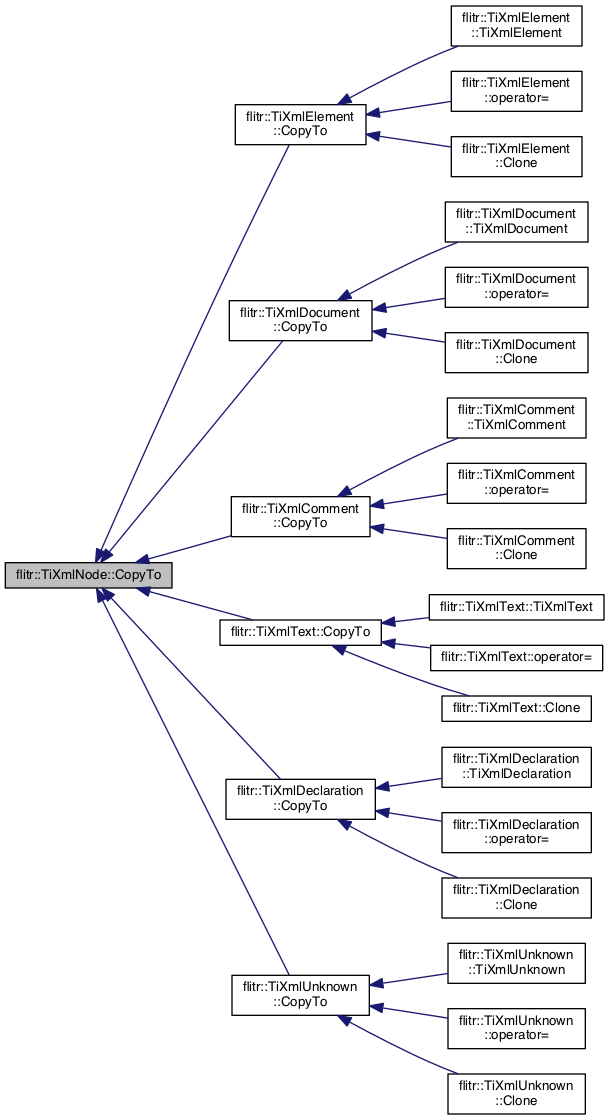 flitr::TiXmlElement
::TiXmlElement
flitr::TiXmlElement
::operator=
flitr::TiXmlElement
::CopyTo
flitr::TiXmlElement
::Clone
flitr::TiXmlDocument
::TiXmlDocument
flitr::TiXmlDocument
::operator=
flitr::TiXmlDocument
::CopyTo
flitr::TiXmlDocument
::Clone
flitr::TiXmlComment
::TiXmlComment
flitr::TiXmlComment
::operator=
flitr::TiXmlComment
::CopyTo
flitr::TiXmlComment
::Clone
flitr::TiXmlNode::CopyTo
flitr::TiXmlText::TiXmlText
flitr::TiXmlText::CopyTo
flitr::TiXmlText::operator=
flitr::TiXmlText::Clone
flitr::TiXmlDeclaration
::TiXmlDeclaration
flitr::TiXmlDeclaration
::CopyTo
flitr::TiXmlDeclaration
::operator=
flitr::TiXmlDeclaration
::Clone
flitr::TiXmlUnknown
::TiXmlUnknown
flitr::TiXmlUnknown
::CopyTo
flitr::TiXmlUnknown
::operator=
flitr::TiXmlUnknown
::Clone